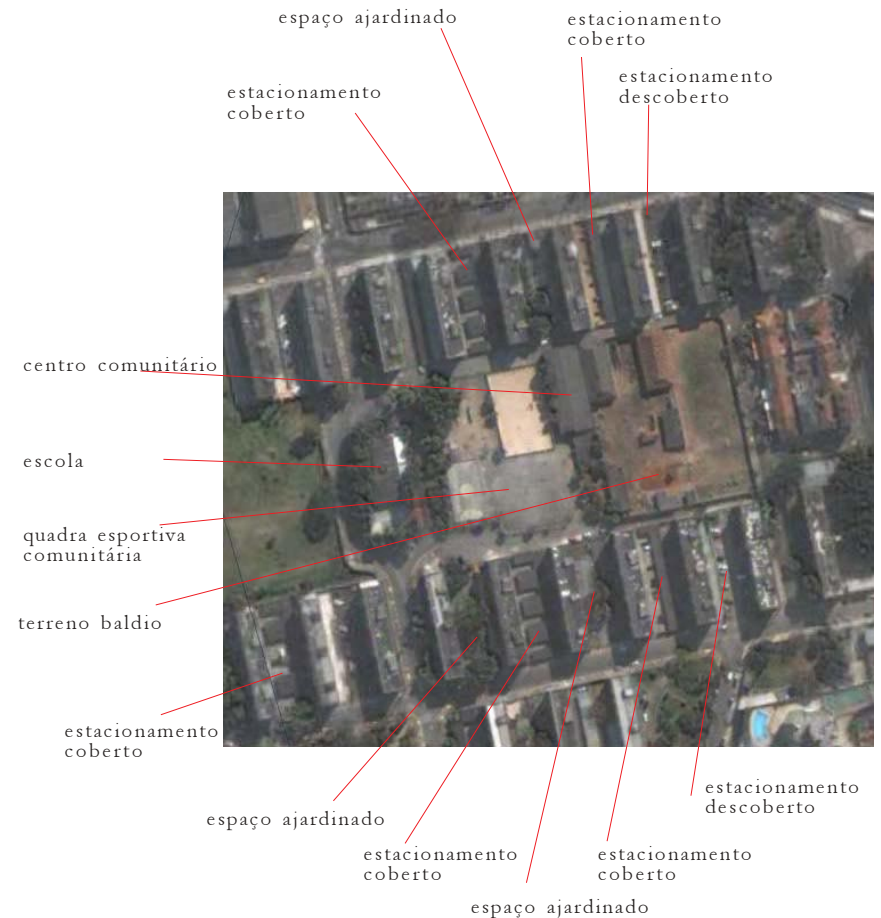 espaço ajardinado
estacionamento
coberto
estacionamento
descoberto
estacionamento
coberto
centro comunitário
escola
quadra esportiva
comunitária
terreno baldio
estacionamento
coberto
estacionamento
descoberto
espaço ajardinado
estacionamento
coberto
estacionamento
coberto
espaço ajardinado